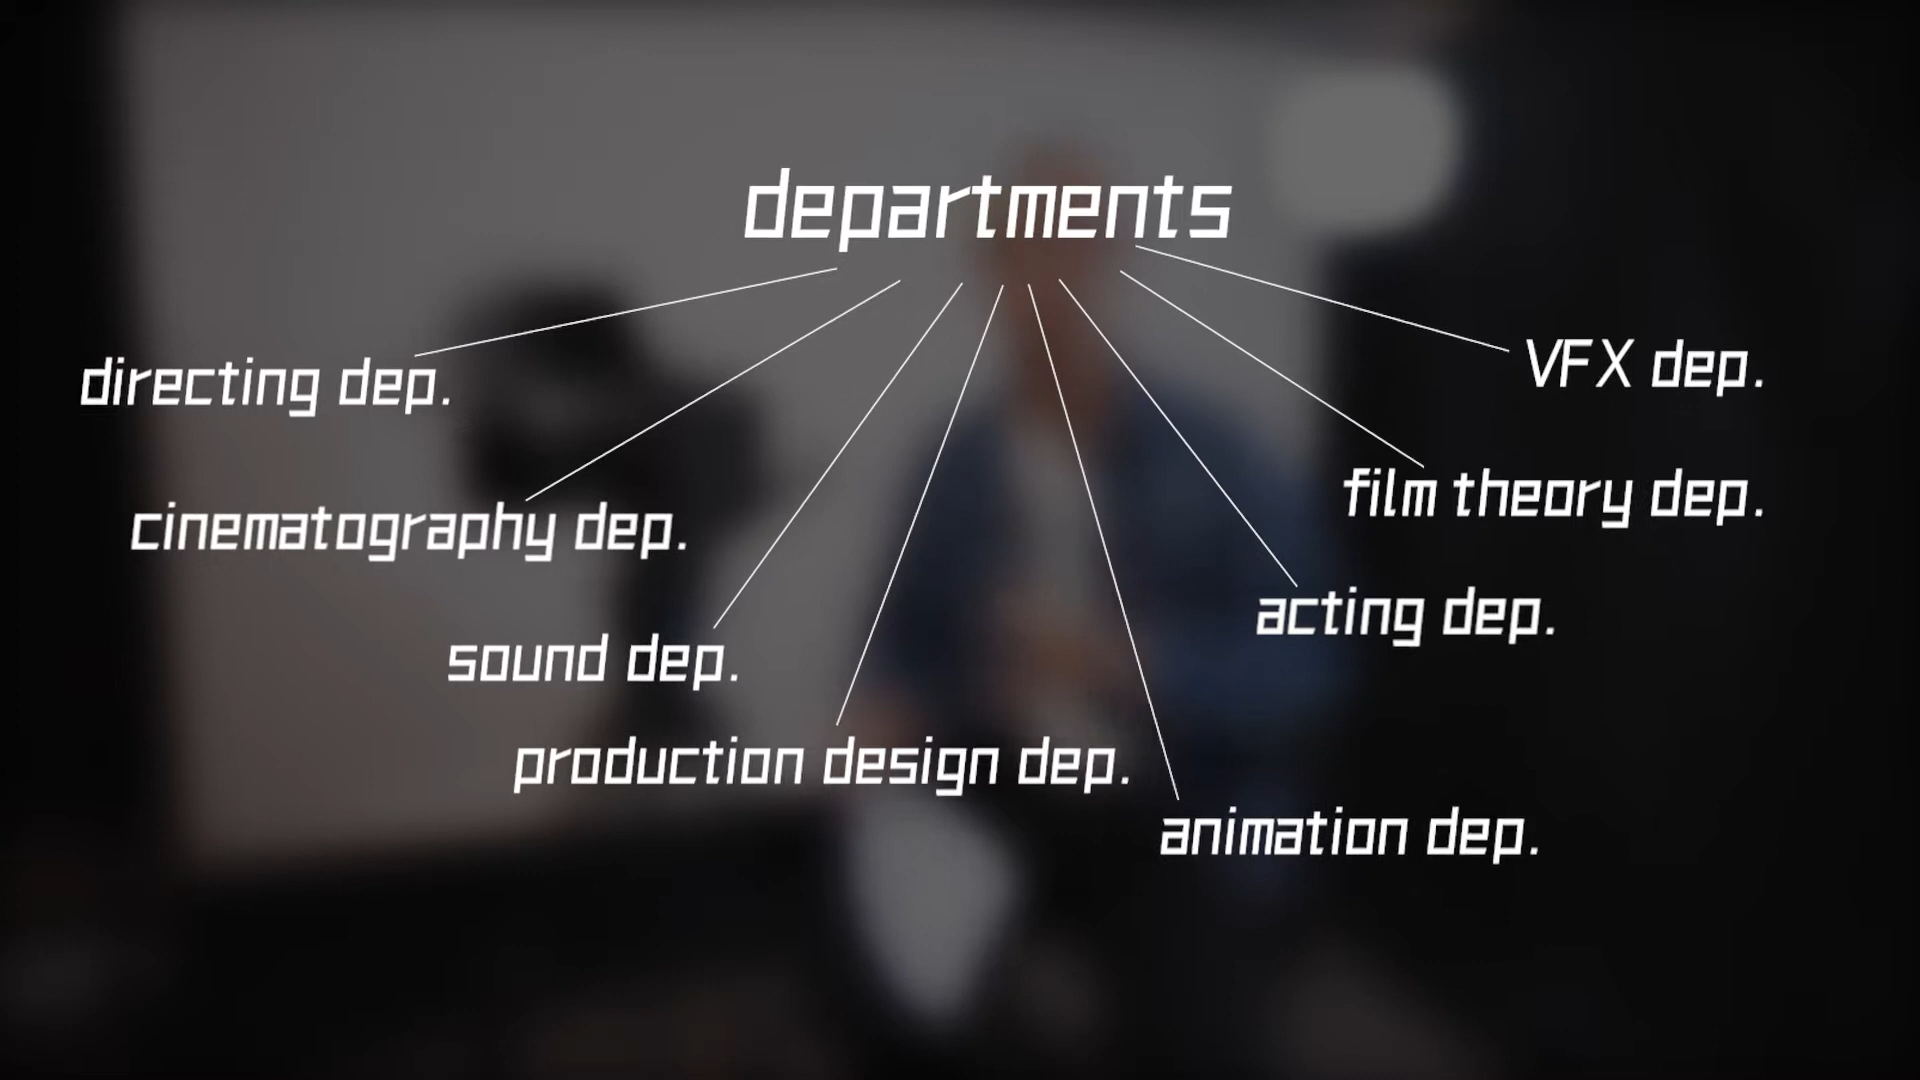 departments
directing dep.
cinematography dep.
sound dep.
production design dep.
animation dep.
acting dep.
film theory dep.
VFX dep.